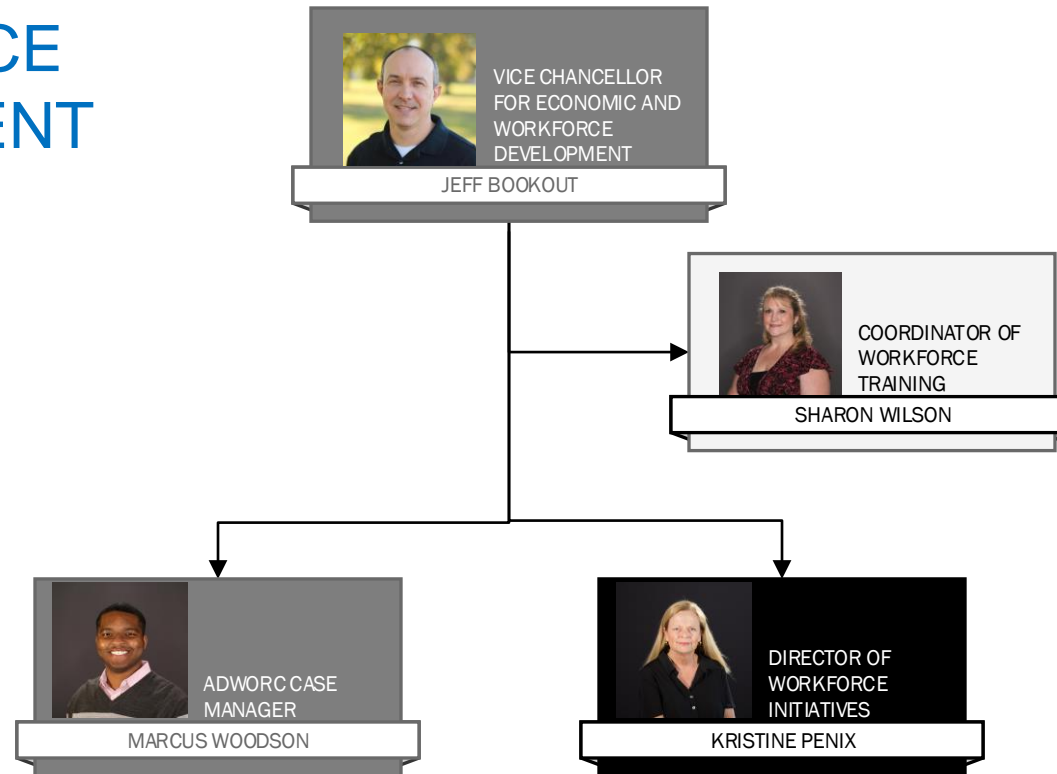 CE
ENT
VICE CHANCELLOR
FOR ECONOMIC AND
WORKFORCE
DEVELOPMENT
JEFF BOOKOUT
COORDINATOR OF
WORKFORCE
TRAINING
SHARON WILSON
ADWORC CASE
MANAGER
MARCUS WOODSON
DIRECTOR OF
WORKFORCE
INITIATIVES
KRISTINE PENIX